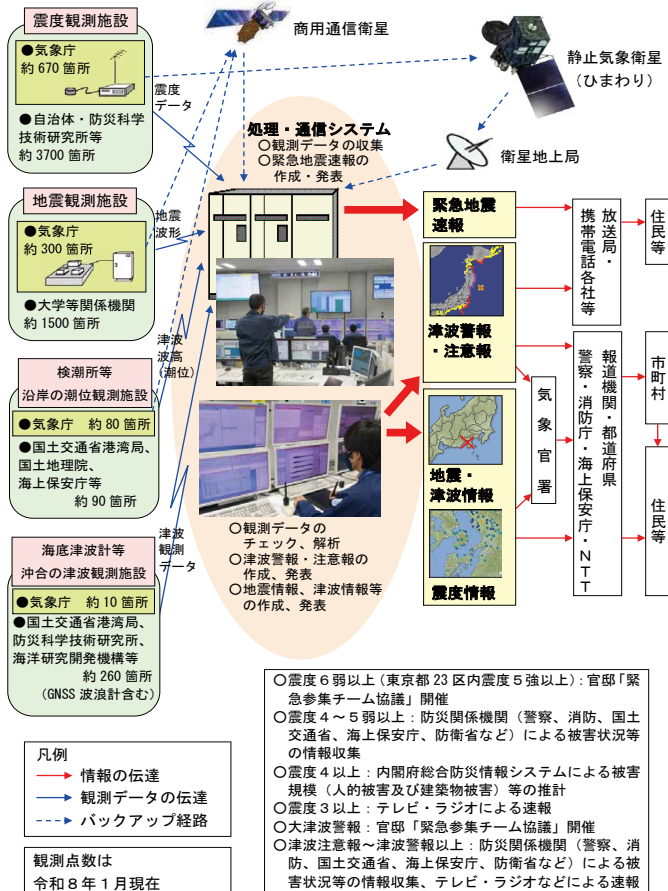 震度観測施設
●気象庁
約 670 箇所
●自治体・防災科学
技術研究所等
約 3700 箇所
震度
データ
商用通信衛星
静止気象衛星
（ひまわり）
衛星地上局
処理・通信システム
○観測データの収集
○緊急地震速報の
作成・発表
地震観測施設
●気象庁
約 300 箇所
●大学等関係機関
約 1500 箇所
地震
波形
検潮所等
沿岸の潮位観測施設
●気象庁　約 80 箇所
●国土交通省港湾局、
国土地理院、
海上保安庁等
約 90 箇所
津波
波高
（潮位）
海底津波計等
沖合の津波観測施設
●気象庁　約 10 箇所
●国土交通省港湾局、
防災科学技術研究所、
海洋研究開発機構等
約 260 箇所
（GNSS 波浪計含む）
津波
観測
データ
○観測データの
チェック、解析
○津波警報・注意報の
作成、発表
○地震情報、津波情報等
の作成、発表
緊急地震
速報
津波警報
・注意報
地震・
津波情報
震度情報
気象官署
放送局・
携帯電話各社等
住民等
報道機関・都道府県
警察・消防庁・海上保安庁・ＮＴＴ
市町村
住民等
凡例
情報の伝達
観測データの伝達
バックアップ経路
観測点数は
令和８年１月現在
○震度６弱以上（東京都 23 区内震度５強以上）：官邸「緊
急参集チーム協議」開催
○震度４～５弱以上：防災関係機関（警察、消防、国土
交通省、海上保安庁、防衛省など）による被害状況等
の情報収集
○震度４以上：内閣府総合防災情報システムによる被害
規模（人的被害及び建築物被害）等の推計
○震度３以上：テレビ・ラジオによる速報
○大津波警報：官邸「緊急参集チーム協議」開催
○津波注意報～津波警報以上：防災関係機関（警察、消
防、国土交通省、海上保安庁、防衛省など）による被
害状況等の情報収集、テレビ・ラジオなどによる速報